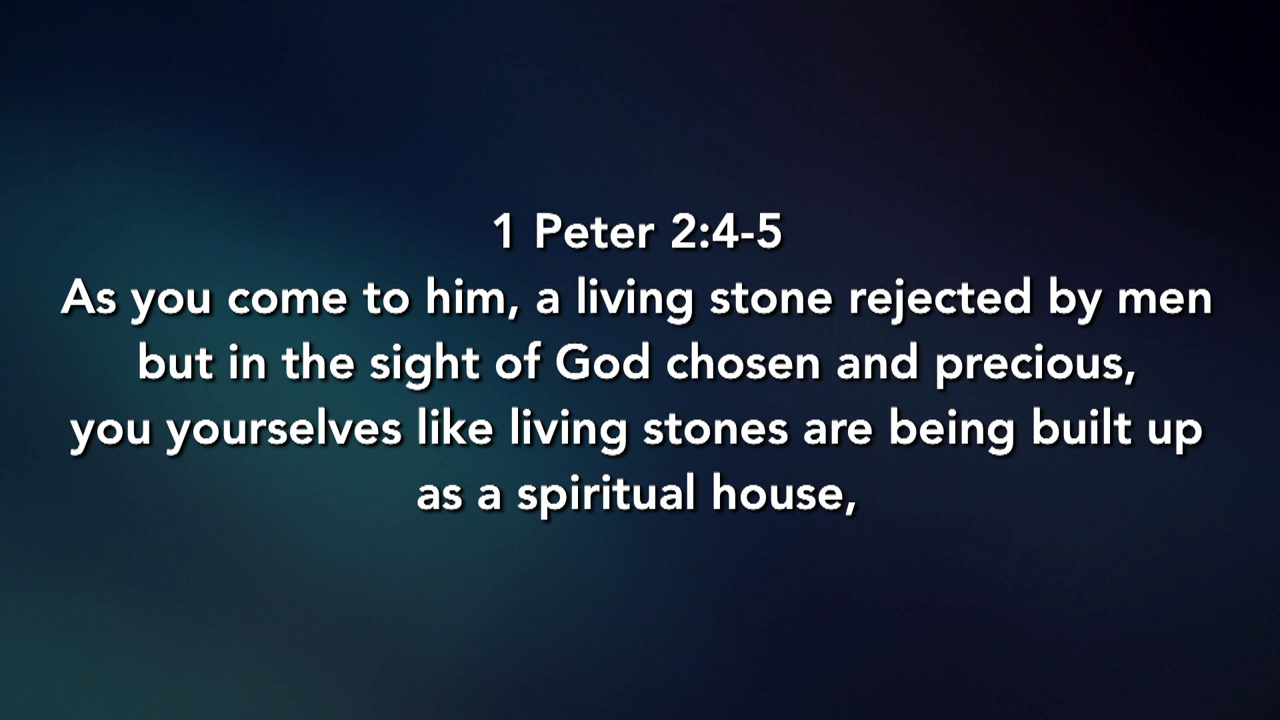 1 Peter 2:4-5
As you come to him, a living stone rejected by men
but in the sight of God chosen and precious,
you yourselves like living stones are being built up
as a spiritual house,